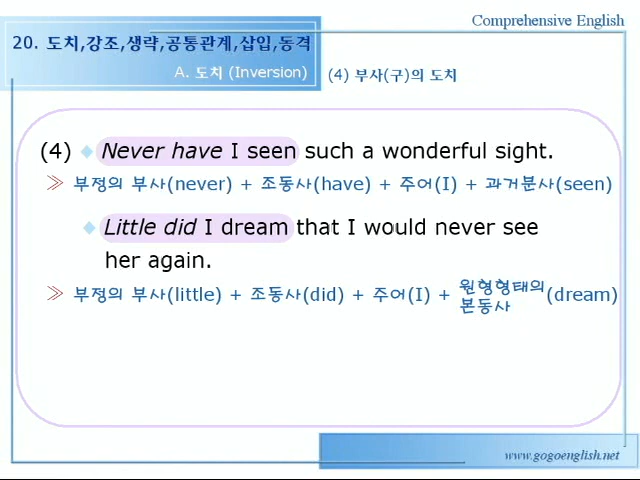 Comprehensive English
20. 도치,강조,생략,공통관계,삽입,동격
A. 도치 (Inversion)
(4) 부사(구)의 도치
(4) ◆ Never have I seen such a wonderful sight.
≫ 부정의 부사(never) + 조동사(have) + 주어(I) + 과거분사(seen)
◆ Little did I dream that I would never see
her again.
≫ 부정의 부사(little) + 조동사(did) + 주어(I) + 원형형태의 본동사 (dream)
www.gogoenglish.net